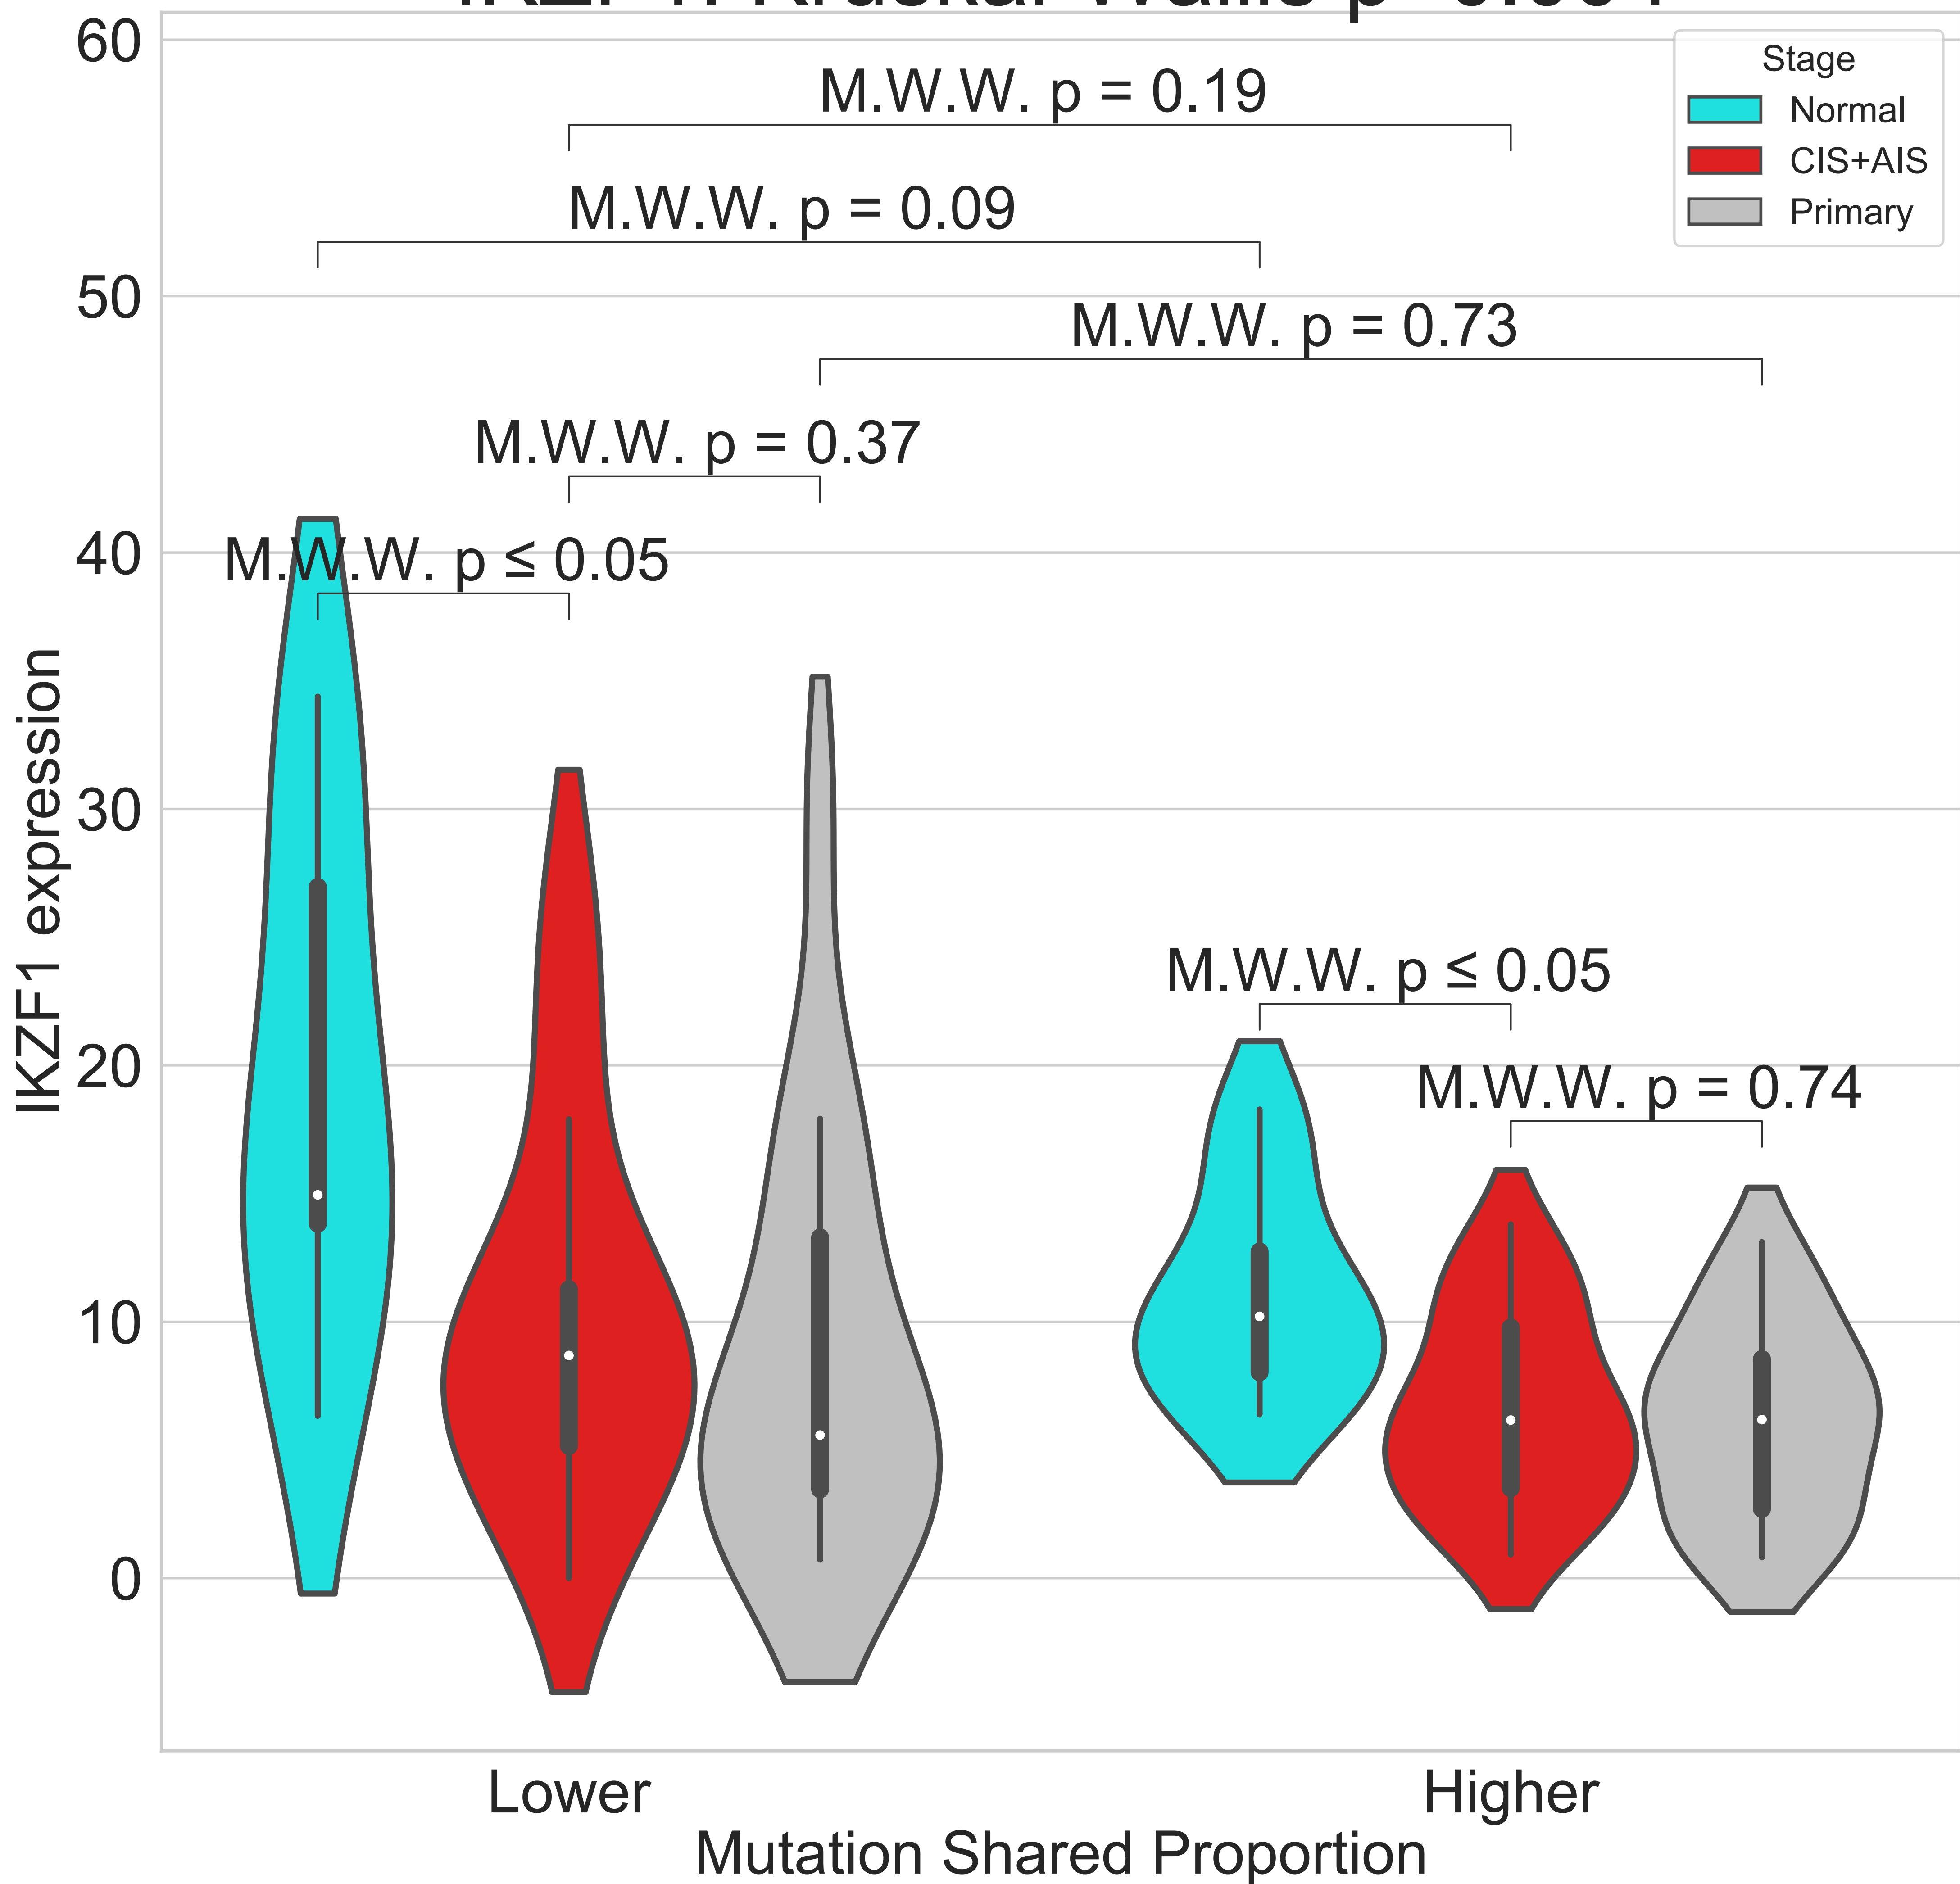 60
50
40
30
20
10
0
IKZF1 expression
M.W.W. p = 0.19
M.W.W. p = 0.09
M.W.W. p = 0.73
M.W.W. p = 0.37
M.W.W. p ≤ 0.05
M.W.W. p ≤ 0.05
M.W.W. p = 0.74
Stage
Normal
CIS+AIS
Primary
Lower
Higher
Mutation Shared Proportion